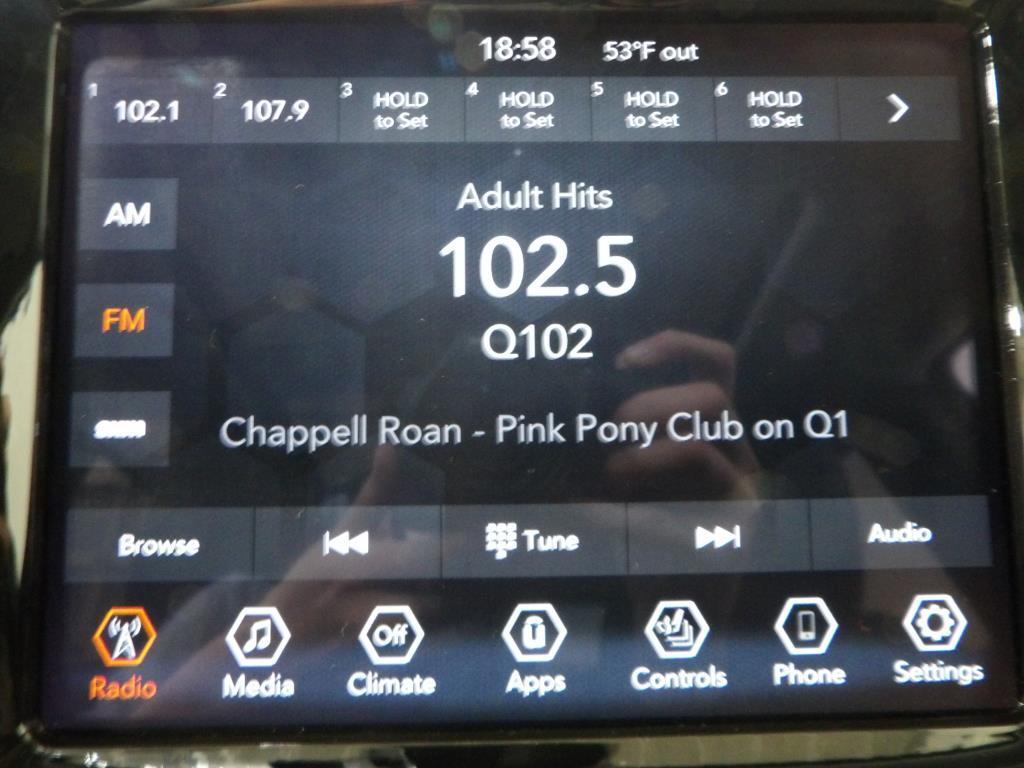 18:58 53°F out
1 102.1 2 107.9 3 HOLD to Set 4 HOLD to Set 5 HOLD to Set 6 HOLD to Set
Adult Hits
AM
102.5
FM
Q102
Chappell Roan - Pink Pony Club on Q1
Browse Tune Audio
Off
Radio Media Climate Apps Controls Phone Settings